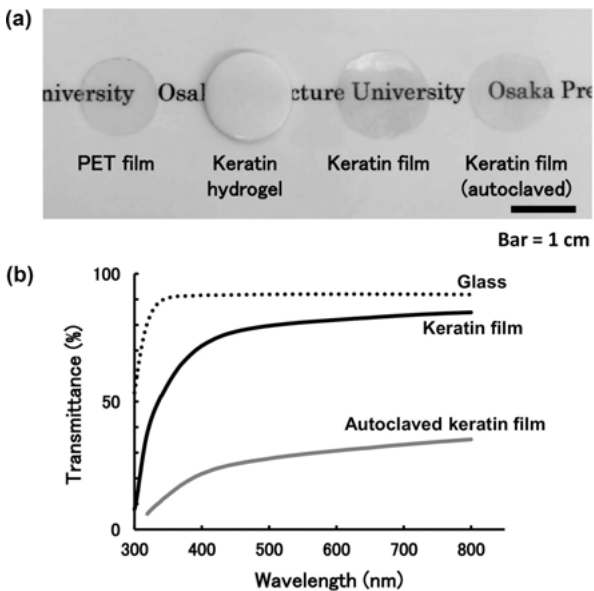 (a)
niversity Osal cture University Osaka Pre
PET film
Keratin
hydrogel
Keratin film
Keratin film
(autoclaved)
Bar = 1 cm
(b)
100
50
0
Transmittance (%)
Glass
Keratin film
Autoclaved keratin film
300 400 500 600 700 800
Wavelength (nm)